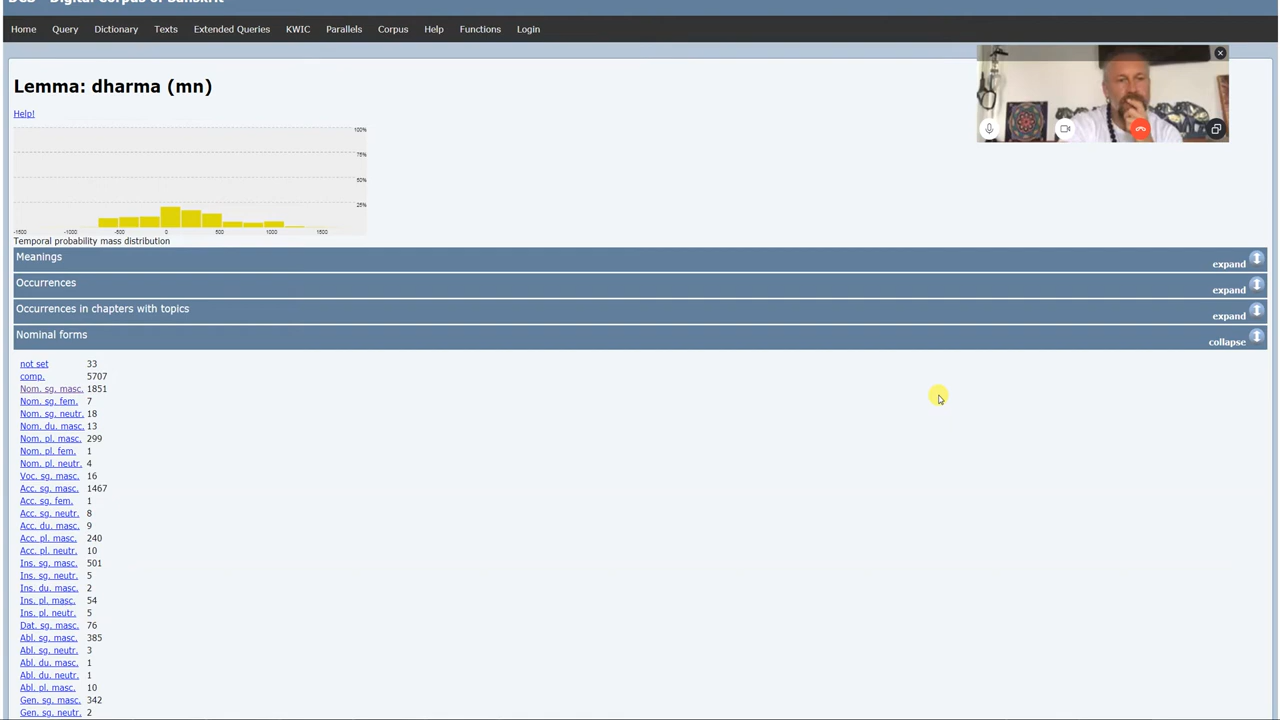 DCS - Digital Corpus of Sanskrit
Home Query Dictionary Texts Extended Queries KWIC Parallels Corpus Help Functions Login
Lemma: dharma (mn)
Help!
100%
75%
50%
25%
-1500 -1000 -500 0 500 1000 1500
Temporal probability mass distribution
Meanings expand
Occurrences expand
Occurrences in chapters with topics expand
Nominal forms collapse
not set 33
comp. 5707
Nom. sg. masc. 1851
Nom. sg. fem. 7
Nom. sg. neutr. 18
Nom. du. masc. 13
Nom. pl. masc. 299
Nom. pl. fem. 1
Nom. pl. neutr. 4
Voc. sg. masc. 16
Acc. sg. masc. 1467
Acc. sg. fem. 1
Acc. sg. neutr. 8
Acc. du. masc. 9
Acc. pl. masc. 240
Acc. pl. neutr. 10
Ins. sg. masc. 501
Ins. sg. neutr. 5
Ins. du. masc. 2
Ins. pl. masc. 54
Ins. pl. neutr. 5
Dat. sg. masc. 76
Abl. sg. masc. 385
Abl. sg. neutr. 3
Abl. du. masc. 1
Abl. du. neutr. 1
Abl. pl. masc. 10
Gen. sg. masc. 342
Gen. sg. neutr. 2